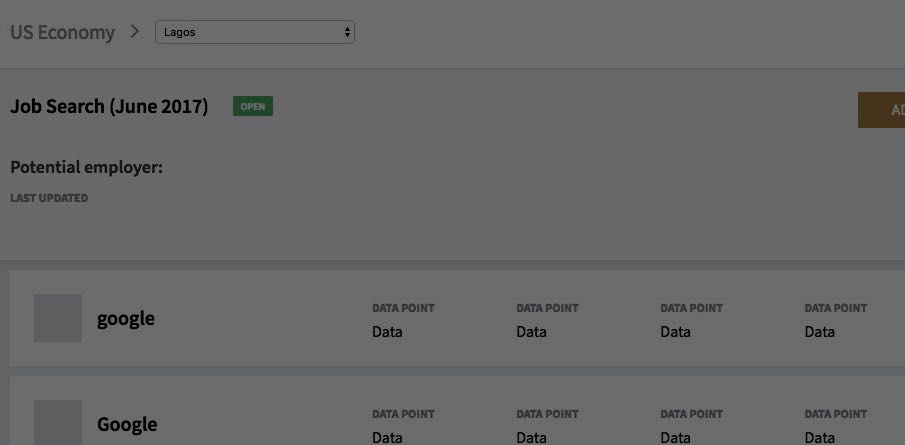 US Economy > Lagos
Job Search (June 2017) OPEN AD
Potential employer:
LAST UPDATED
google
DATA POINT DATA POINT DATA POINT DATA POINT
Data Data Data Data
Google
DATA POINT DATA POINT DATA POINT DATA POINT
Data Data Data Data